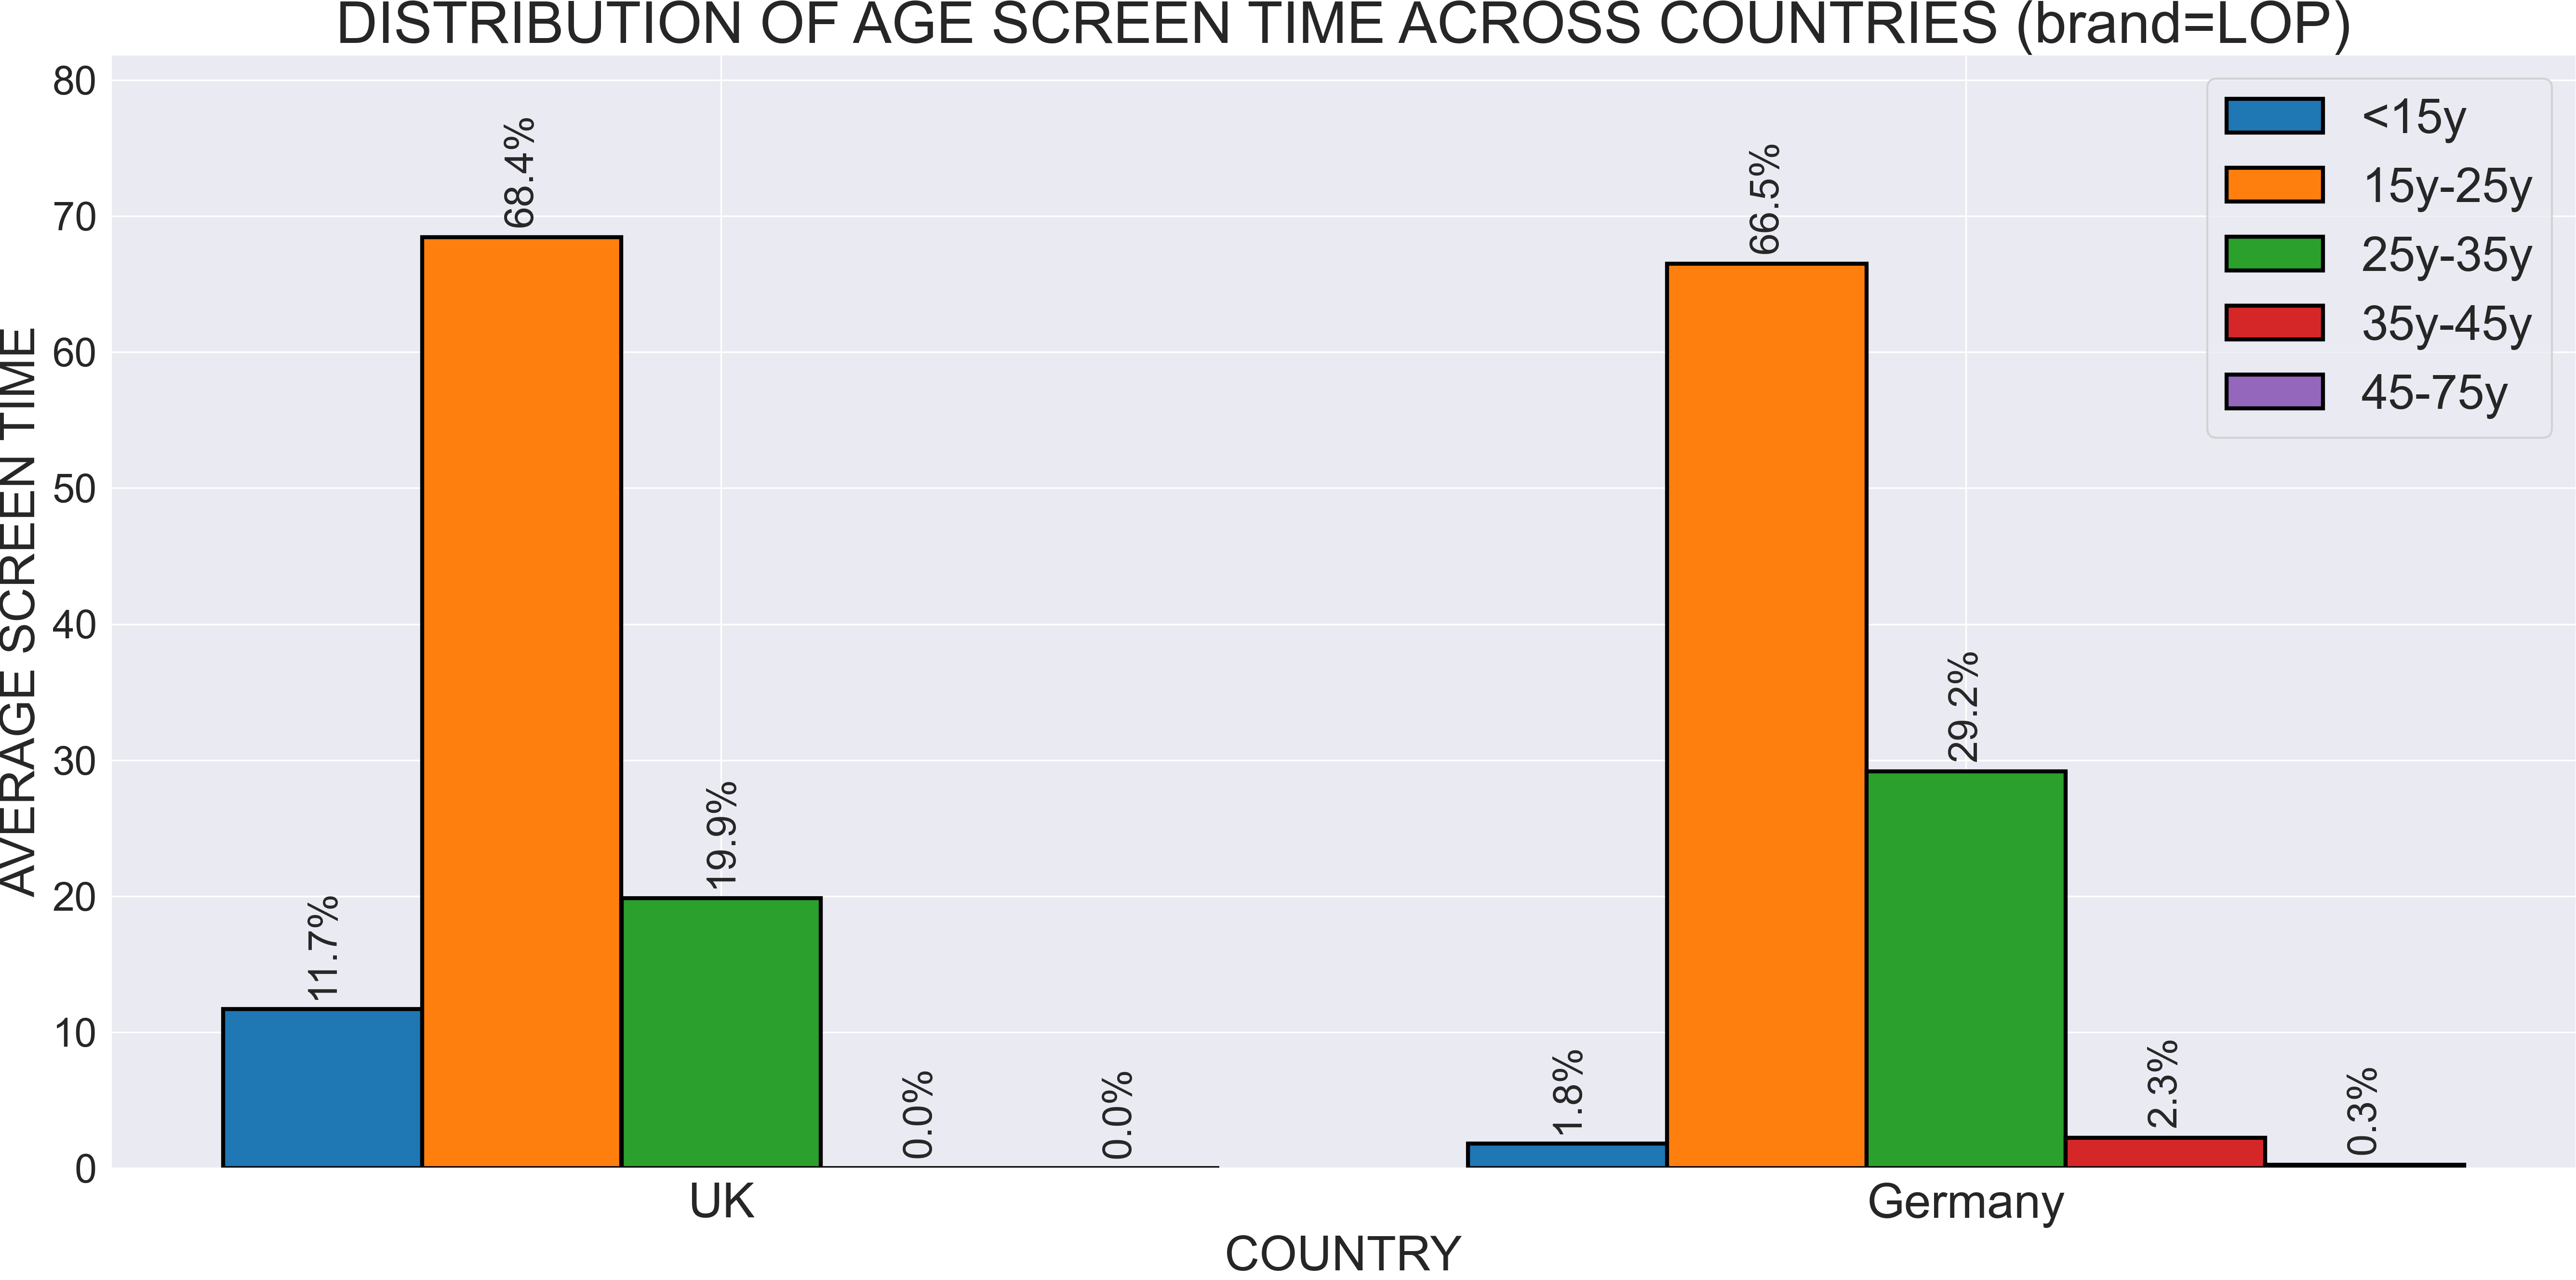 DISTRIBUTION OF AGE SCREEN TIME ACROSS COUNTRIES (brand=LOP)
AVERAGE SCREEN TIME
80
70
60
50
40
30
20
10
0
11.7%
68.4%
19.9%
0.0%
0.0%
1.8%
66.5%
29.2%
2.3%
0.3%
<15y
15y-25y
25y-35y
35y-45y
45-75y
UK
Germany
COUNTRY